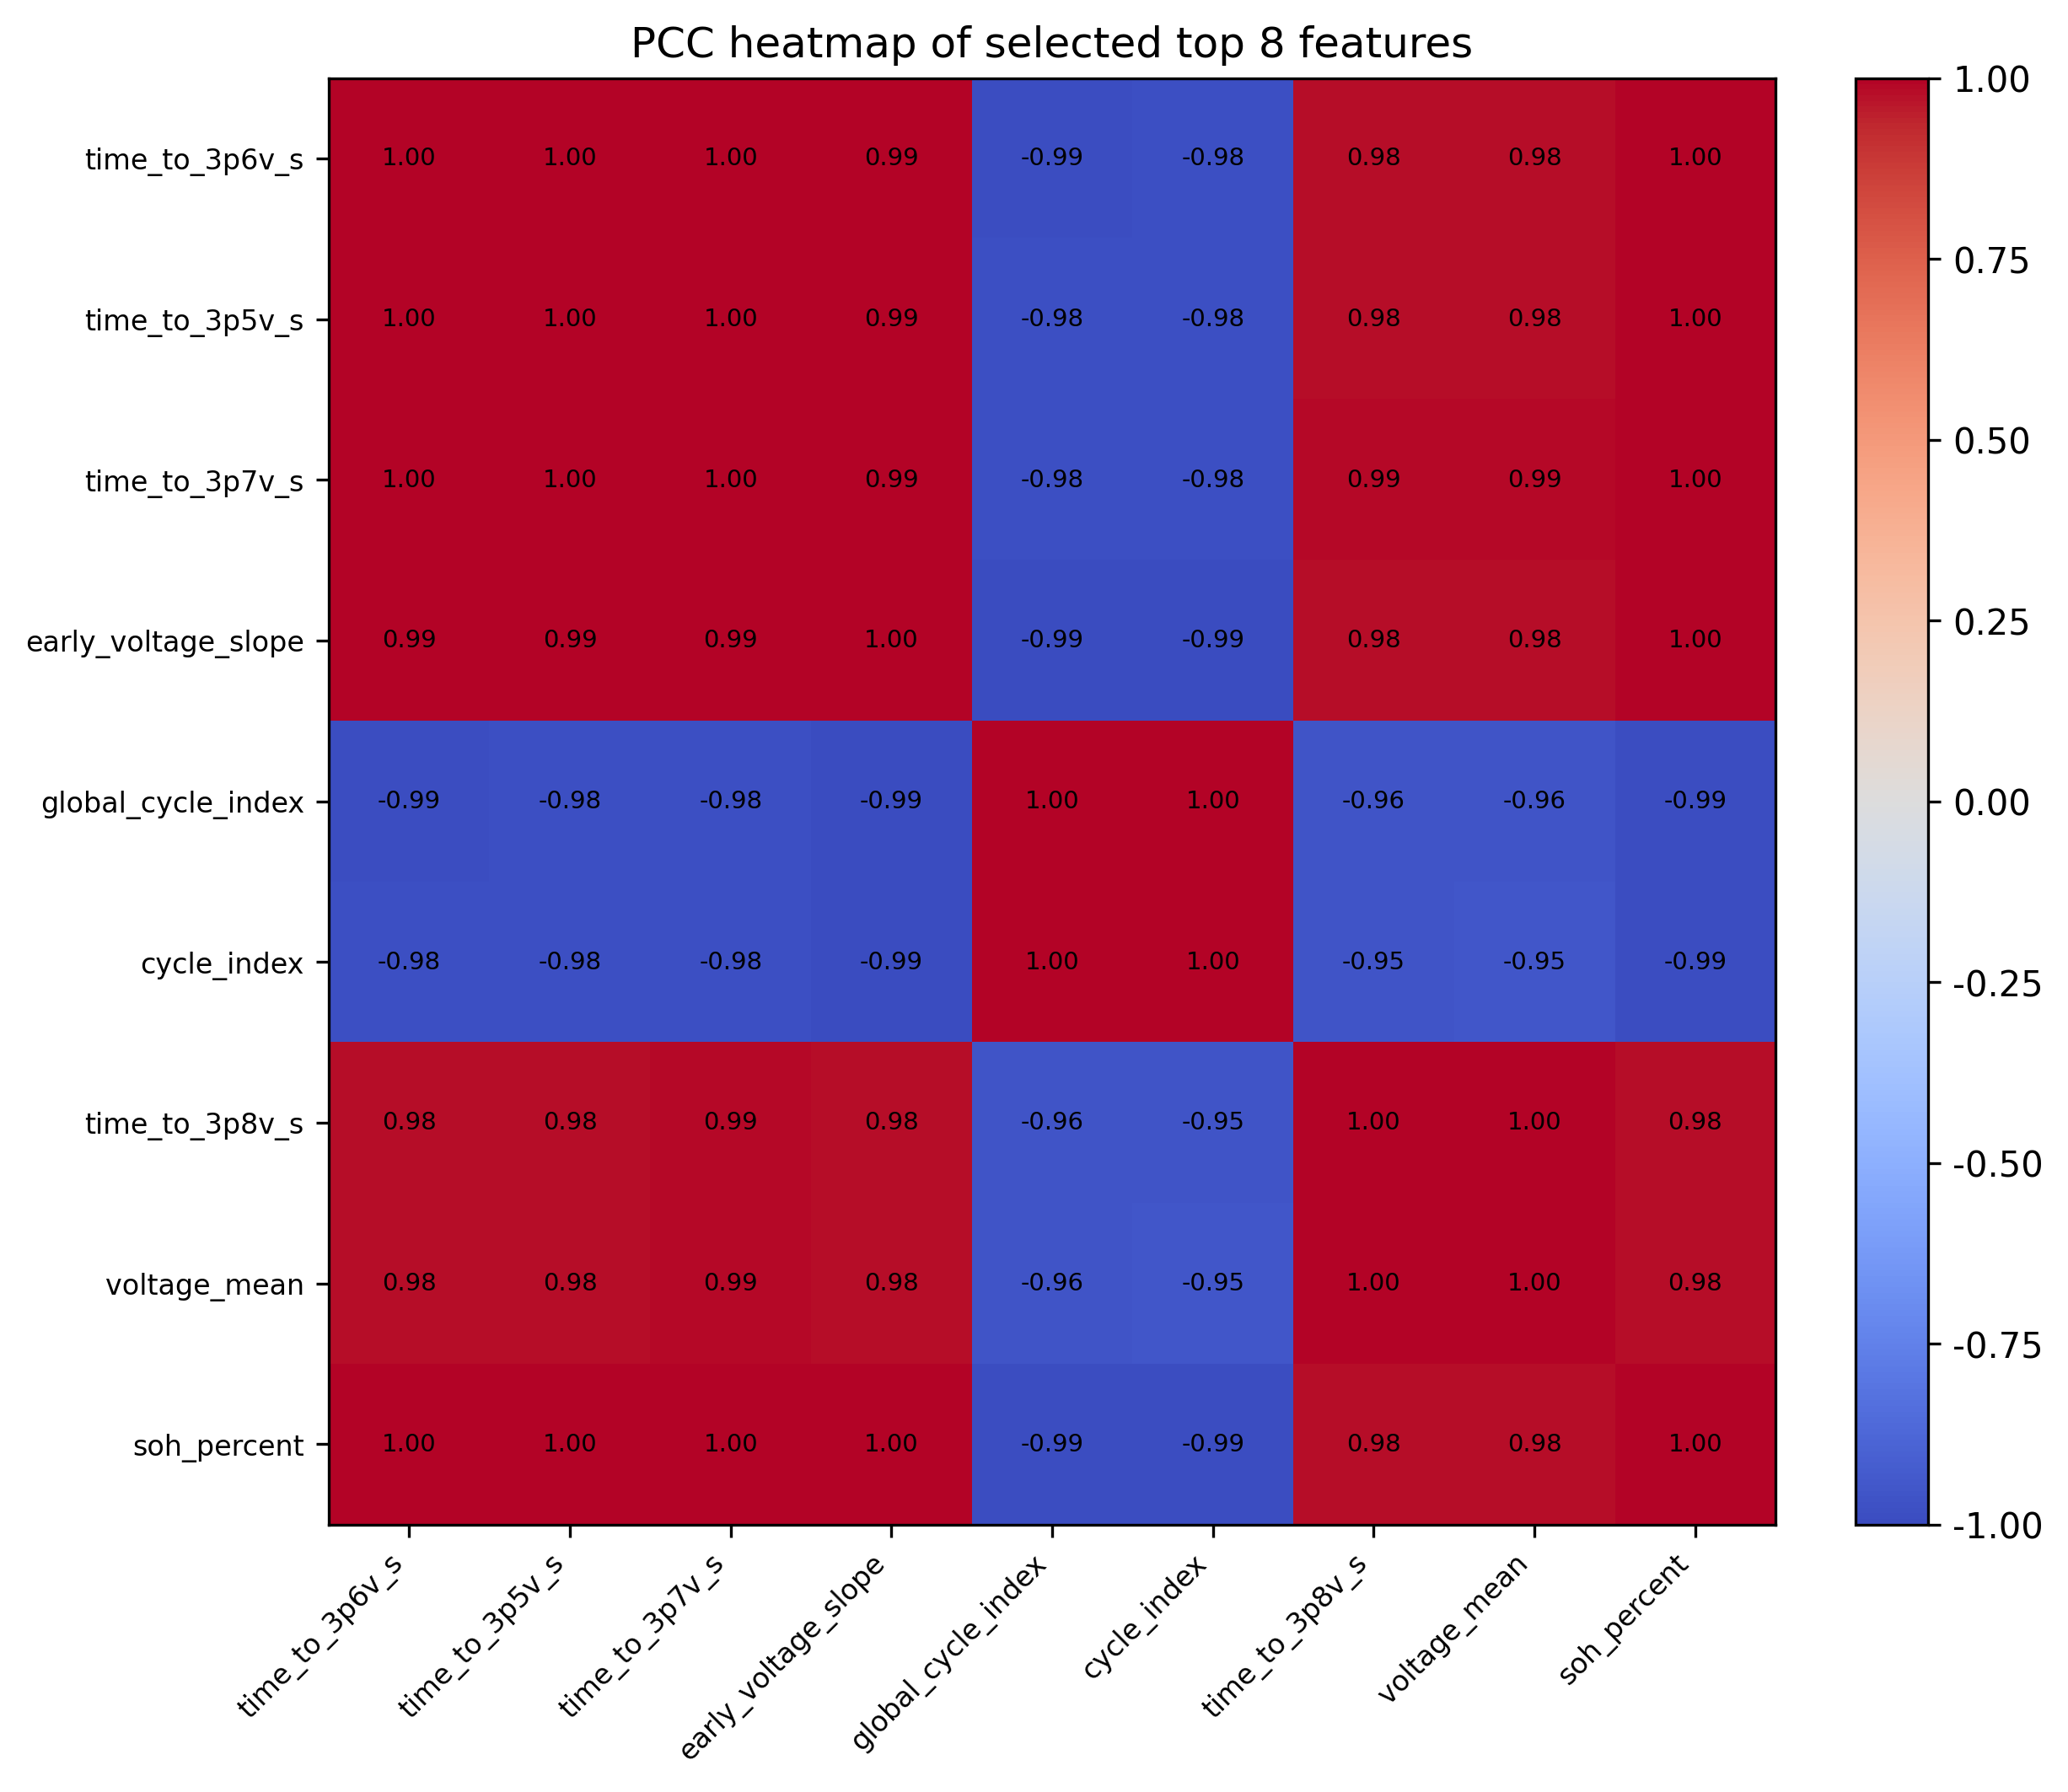 PCC heatmap of selected top 8 features
time_to_3p6v_s 1.00 1.00 1.00 0.99 -0.99 -0.98 0.98 0.98 1.00
time_to_3p5v_s 1.00 1.00 1.00 0.99 -0.98 -0.98 0.98 0.98 1.00
time_to_3p7v_s 1.00 1.00 1.00 0.99 -0.98 -0.98 0.99 0.99 1.00
early_voltage_slope 0.99 0.99 0.99 1.00 -0.99 -0.99 0.98 0.98 1.00
global_cycle_index -0.99 -0.98 -0.98 -0.99 1.00 1.00 -0.96 -0.96 -0.99
cycle_index -0.98 -0.98 -0.98 -0.99 1.00 1.00 -0.95 -0.95 -0.99
time_to_3p8v_s 0.98 0.98 0.99 0.98 -0.96 -0.95 1.00 1.00 0.98
voltage_mean 0.98 0.98 0.99 0.98 -0.96 -0.95 1.00 1.00 0.98
soh_percent 1.00 1.00 1.00 1.00 -0.99 -0.99 0.98 0.98 1.00
time_to_3p6v_s
time_to_3p5v_s
time_to_3p7v_s
early_voltage_slope
global_cycle_index
cycle_index
time_to_3p8v_s
voltage_mean
soh_percent
1.00
0.75
0.50
0.25
0.00
-0.25
-0.50
-0.75
-1.00